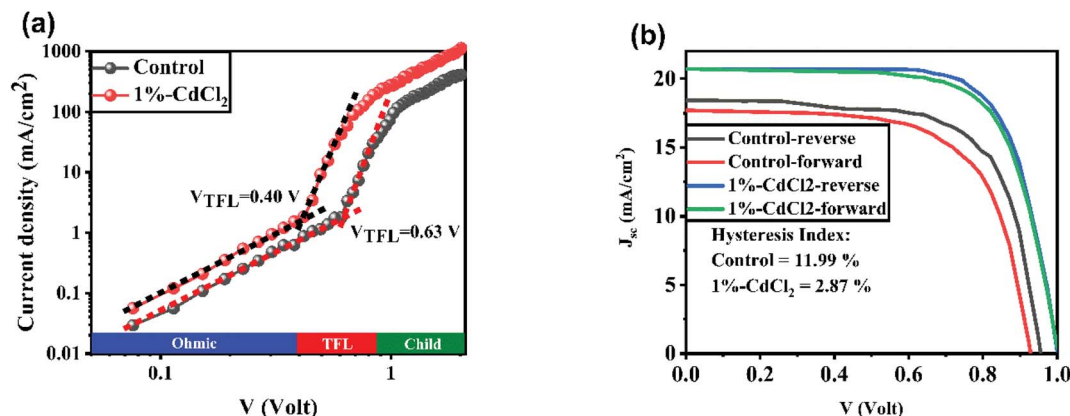 (a)
1000
100
10
1
0.1
0.01
Current density (mA/cm²)
Control
1%-CdCl₂
V_TFL=0.40 V
V_TFL=0.63 V
Ohmic
TFL
Child
0.1
1
V (Volt)
(b)
20
15
10
5
0
J_sc (mA/cm²)
Control-reverse
Control-forward
1%-CdCl2-reverse
1%-CdCl2-forward
Hysteresis Index:
Control = 11.99 %
1%-CdCl₂ = 2.87 %
0.0
0.2
0.4
0.6
0.8
1.0
V (Volt)